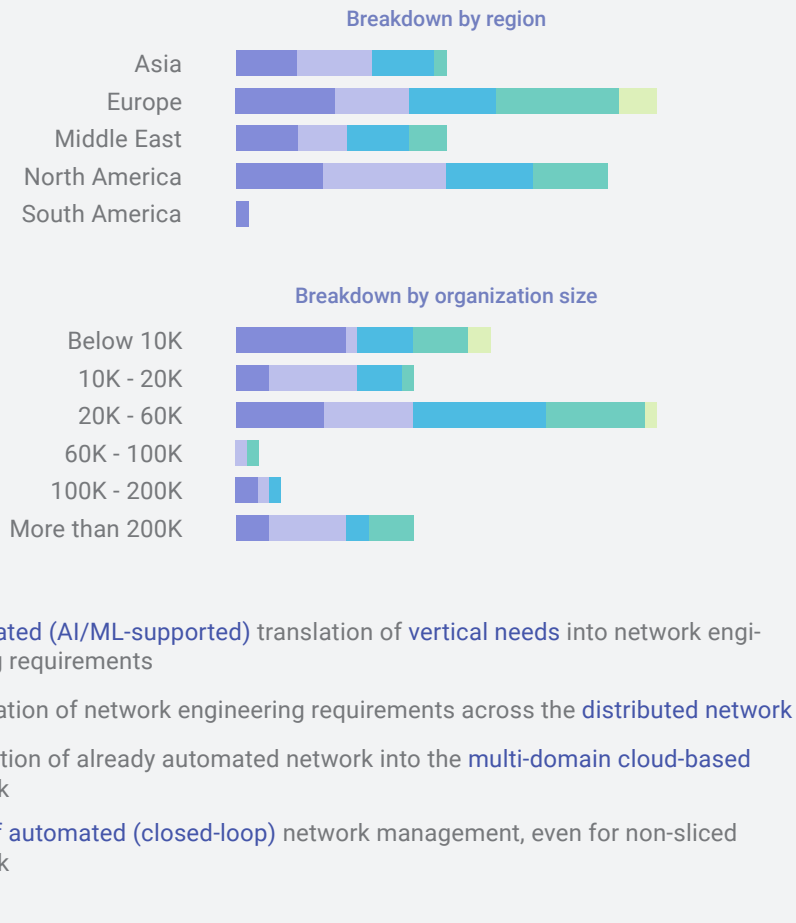 Breakdown by region
Asia
Europe
Middle East
North America
South America
Breakdown by organization size
Below 10K
10K - 20K
20K - 60K
60K - 100K
100K - 200K
More than 200K
ated (AI/ML-supported) translation of vertical needs into network engi-
g requirements
ation of network engineering requirements across the distributed network
tion of already automated network into the multi-domain cloud-based
k
f automated (closed-loop) network management, even for non-sliced
k